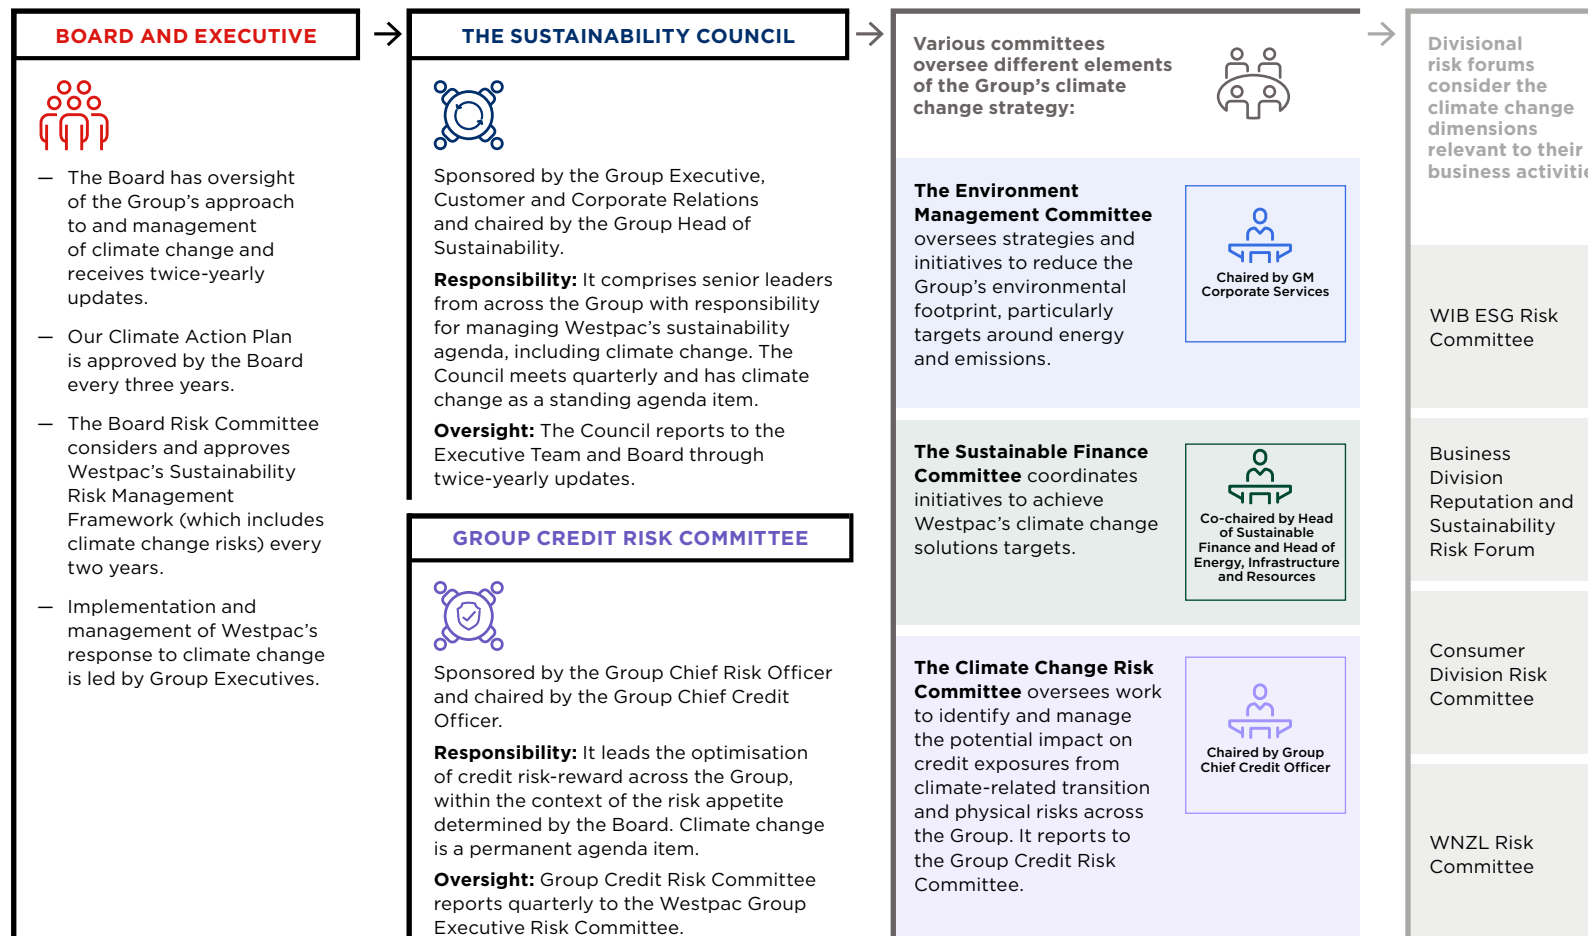 BOARD AND EXECUTIVE
— The Board has oversight
of the Group’s approach
to and management
of climate change and
receives twice-yearly
updates.
— Our Climate Action Plan
is approved by the Board
every three years.
— The Board Risk Committee
considers and approves
Westpac’s Sustainability
Risk Management
Framework (which includes
climate change risks) every
two years.
— Implementation and
management of Westpac’s
response to climate change
is led by Group Executives.
THE SUSTAINABILITY COUNCIL
Sponsored by the Group Executive,
Customer and Corporate Relations
and chaired by the Group Head of
Sustainability.
Responsibility: It comprises senior leaders
from across the Group with responsibility
for managing Westpac’s sustainability
agenda, including climate change. The
Council meets quarterly and has climate
change as a standing agenda item.
Oversight: The Council reports to the
Executive Team and Board through
twice-yearly updates.
GROUP CREDIT RISK COMMITTEE
Sponsored by the Group Chief Risk Officer
and chaired by the Group Chief Credit
Officer.
Responsibility: It leads the optimisation
of credit risk-reward across the Group,
within the context of the risk appetite
determined by the Board. Climate change
is a permanent agenda item.
Oversight: Group Credit Risk Committee
reports quarterly to the Westpac Group
Executive Risk Committee.
Various committees
oversee different elements
of the Group’s climate
change strategy:
The Environment
Management Committee
oversees strategies and
initiatives to reduce the
Group’s environmental
footprint, particularly
targets around energy
and emissions.
Chaired by GM
Corporate Services
The Sustainable Finance
Committee coordinates
initiatives to achieve
Westpac’s climate change
solutions targets.
Co-chaired by Head
of Sustainable
Finance and Head of
Energy, Infrastructure
and Resources
The Climate Change Risk
Committee oversees work
to identify and manage
the potential impact on
credit exposures from
climate-related transition
and physical risks across
the Group. It reports to
the Group Credit Risk
Committee.
Chaired by Group
Chief Credit Officer
Divisional
risk forums
consider the
climate change
dimensions
relevant to their
business
WIB ESG Risk
Committee
Business
Division
Reputation and
Sustainability
Risk Forum
Consumer
Division Risk
Committee
WNZL Risk
Committee